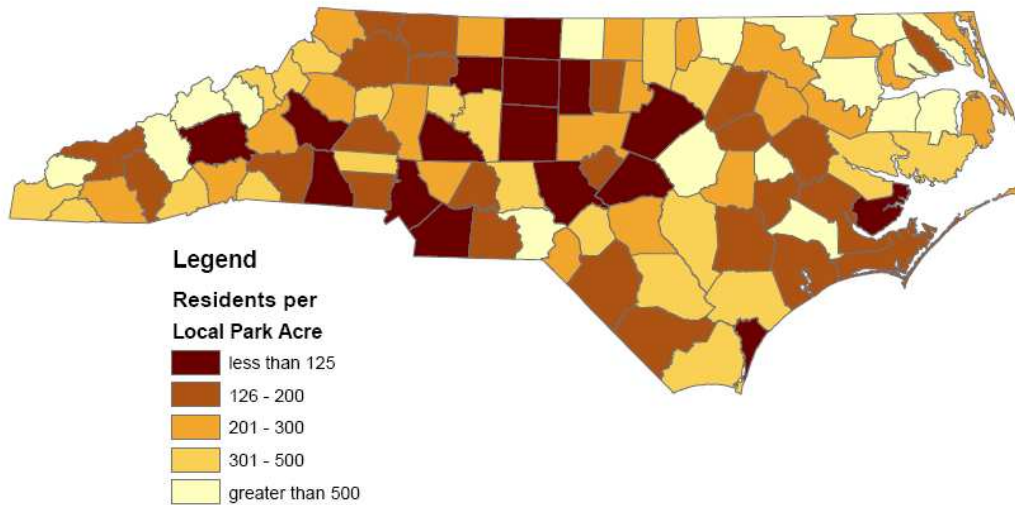 Legend
Residents per
Local Park Acre
less than 125
126 - 200
201 - 300
301 - 500
greater than 500